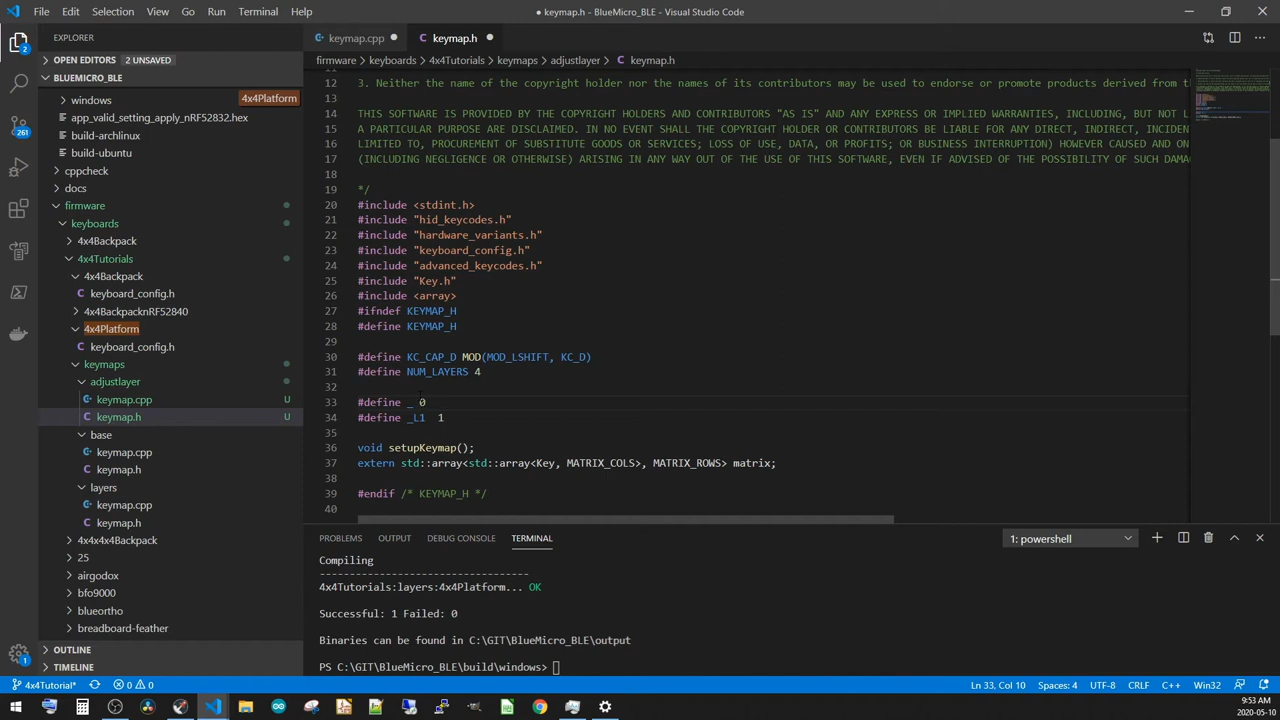 File Edit Selection View Go Run Terminal Help
● keymap.h - BlueMicro_BLE - Visual Studio Code
EXPLORER
OPEN EDITORS 2 UNSAVED
BLUEMICRO_BLE
windows
4x4Platform
app_valid_setting_apply_nRF52832.hex
build-archlinux
build-ubuntu
cppcheck
docs
firmware
keyboards
4x4Backpack
4x4Tutorials
4x4Backpack
keyboard_config.h
4x4BackpacknRF52840
4x4Platform
keyboard_config.h
keymaps
adjustlayer
keymap.cpp U
keymap.h U
base
keymap.cpp
keymap.h
layers
keymap.cpp
keymap.h
4x4x4x4Backpack
25
airgodox
bfo9000
blueortho
breadboard-feather
OUTLINE
TIMELINE
2
261
1
keymap.cpp ● keymap.h ●
firmware > keyboards > 4x4Tutorials > keymaps > adjustlayer > keymap.h
12 3. Neither the name of the copyright holder nor the names of its contributors may be used to endorse or promote products derived from t
13
14 THIS SOFTWARE IS PROVIDED BY THE COPYRIGHT HOLDERS AND CONTRIBUTORS "AS IS" AND ANY EXPRESS OR IMPLIED WARRANTIES, INCLUDING, BUT NOT L
15 A PARTICULAR PURPOSE ARE DISCLAIMED. IN NO EVENT SHALL THE COPYRIGHT HOLDER OR CONTRIBUTORS BE LIABLE FOR ANY DIRECT, INDIRECT, INCIDEN
16 LIMITED TO, PROCUREMENT OF SUBSTITUTE GOODS OR SERVICES; LOSS OF USE, DATA, OR PROFITS; OR BUSINESS INTERRUPTION) HOWEVER CAUSED AND ON
17 (INCLUDING NEGLIGENCE OR OTHERWISE) ARISING IN ANY WAY OUT OF THE USE OF THIS SOFTWARE, EVEN IF ADVISED OF THE POSSIBILITY OF SUCH DAMA
18
19 */
20 #include <stdint.h>
21 #include "hid_keycodes.h"
22 #include "hardware_variants.h"
23 #include "keyboard_config.h"
24 #include "advanced_keycodes.h"
25 #include "Key.h"
26 #include <array>
27 #ifndef KEYMAP_H
28 #define KEYMAP_H
29
30 #define KC_CAP_D MOD(MOD_LSHIFT, KC_D)
31 #define NUM_LAYERS 4
32
33 #define _ 0
34 #define _L1  1
35
36 void setupKeymap();
37 extern std::array<std::array<Key, MATRIX_COLS>, MATRIX_ROWS> matrix;
38
39 #endif /* KEYMAP_H */
40
PROBLEMS OUTPUT DEBUG CONSOLE TERMINAL 1: powershell
Compiling
---------------------------------
4x4Tutorials:layers:4x4Platform... OK
Successful: 1 Failed: 0
Binaries can be found in C:\GIT\BlueMicro_BLE\output
PS C:\GIT\BlueMicro_BLE\build\windows>
4x4Tutorial* 0 0 Ln 33, Col 10 Spaces: 4 UTF-8 CRLF C++ Win32
9:53 AM
2020-05-10